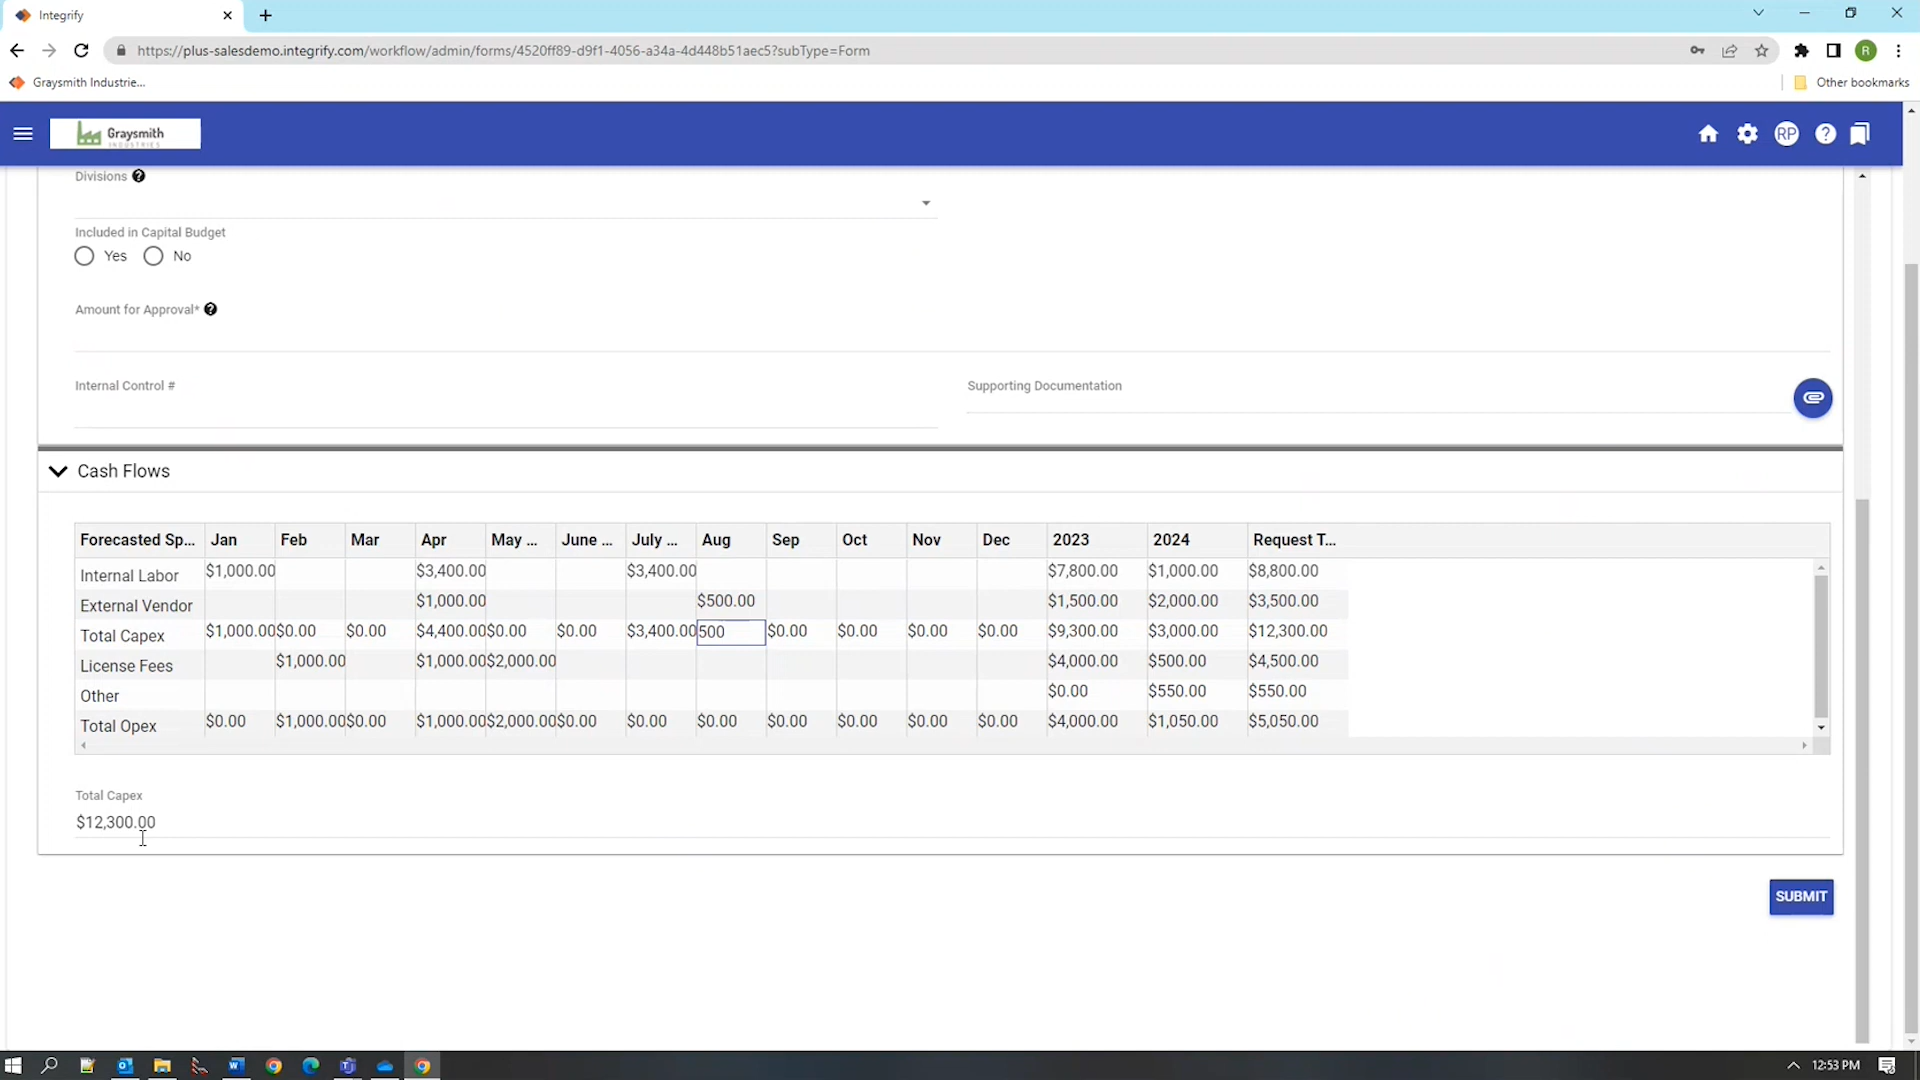 Integrify
https://plus-salesdemo.integrify.com/workflow/admin/forms/4520ff89-d9f1-4056-a34a-4d448b51aec5?subType=Form
R
Graysmith Industrie...
Other bookmarks
Graysmith
INDUSTRIES
RP
Divisions
Included in Capital Budget
Yes No
Amount for Approval*
Internal Control #
Supporting Documentation
Cash Flows
Forecasted Sp... Jan Feb Mar Apr May ... June ... July ... Aug Sep Oct Nov Dec 2023 2024 Request T...
Internal Labor $1,000.00 $3,400.00 $3,400.00 $7,800.00 $1,000.00 $8,800.00
External Vendor $1,000.00 $500.00 $1,500.00 $2,000.00 $3,500.00
Total Capex $1,000.00 $0.00 $0.00 $4,400.00 $0.00 $0.00 $3,400.00 500 $0.00 $0.00 $0.00 $0.00 $9,300.00 $3,000.00 $12,300.00
License Fees $1,000.00 $1,000.00 $2,000.00 $4,000.00 $500.00 $4,500.00
Other $0.00 $550.00 $550.00
Total Opex $0.00 $1,000.00 $0.00 $1,000.00 $2,000.00 $0.00 $0.00 $0.00 $0.00 $0.00 $0.00 $0.00 $4,000.00 $1,050.00 $5,050.00
Total Capex
$12,300.00
SUBMIT
12:53 PM